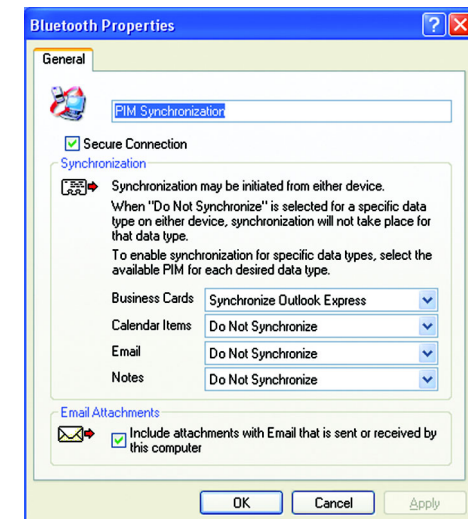 Bluetooth Properties
General
PIM Synchronization
Secure Connection
Synchronization
Synchronization may be initiated from either device.
When "Do Not Synchronize" is selected for a specific data
type on either device, synchronization will not take place for
that data type.
To enable synchronization for specific data types, select the
available PIM for each desired data type.
Business Cards Synchronize Outlook Express
Calendar Items Do Not Synchronize
Email Do Not Synchronize
Notes Do Not Synchronize
Email Attachments
Include attachments with Email that is sent or received by
this computer
OK Cancel Apply